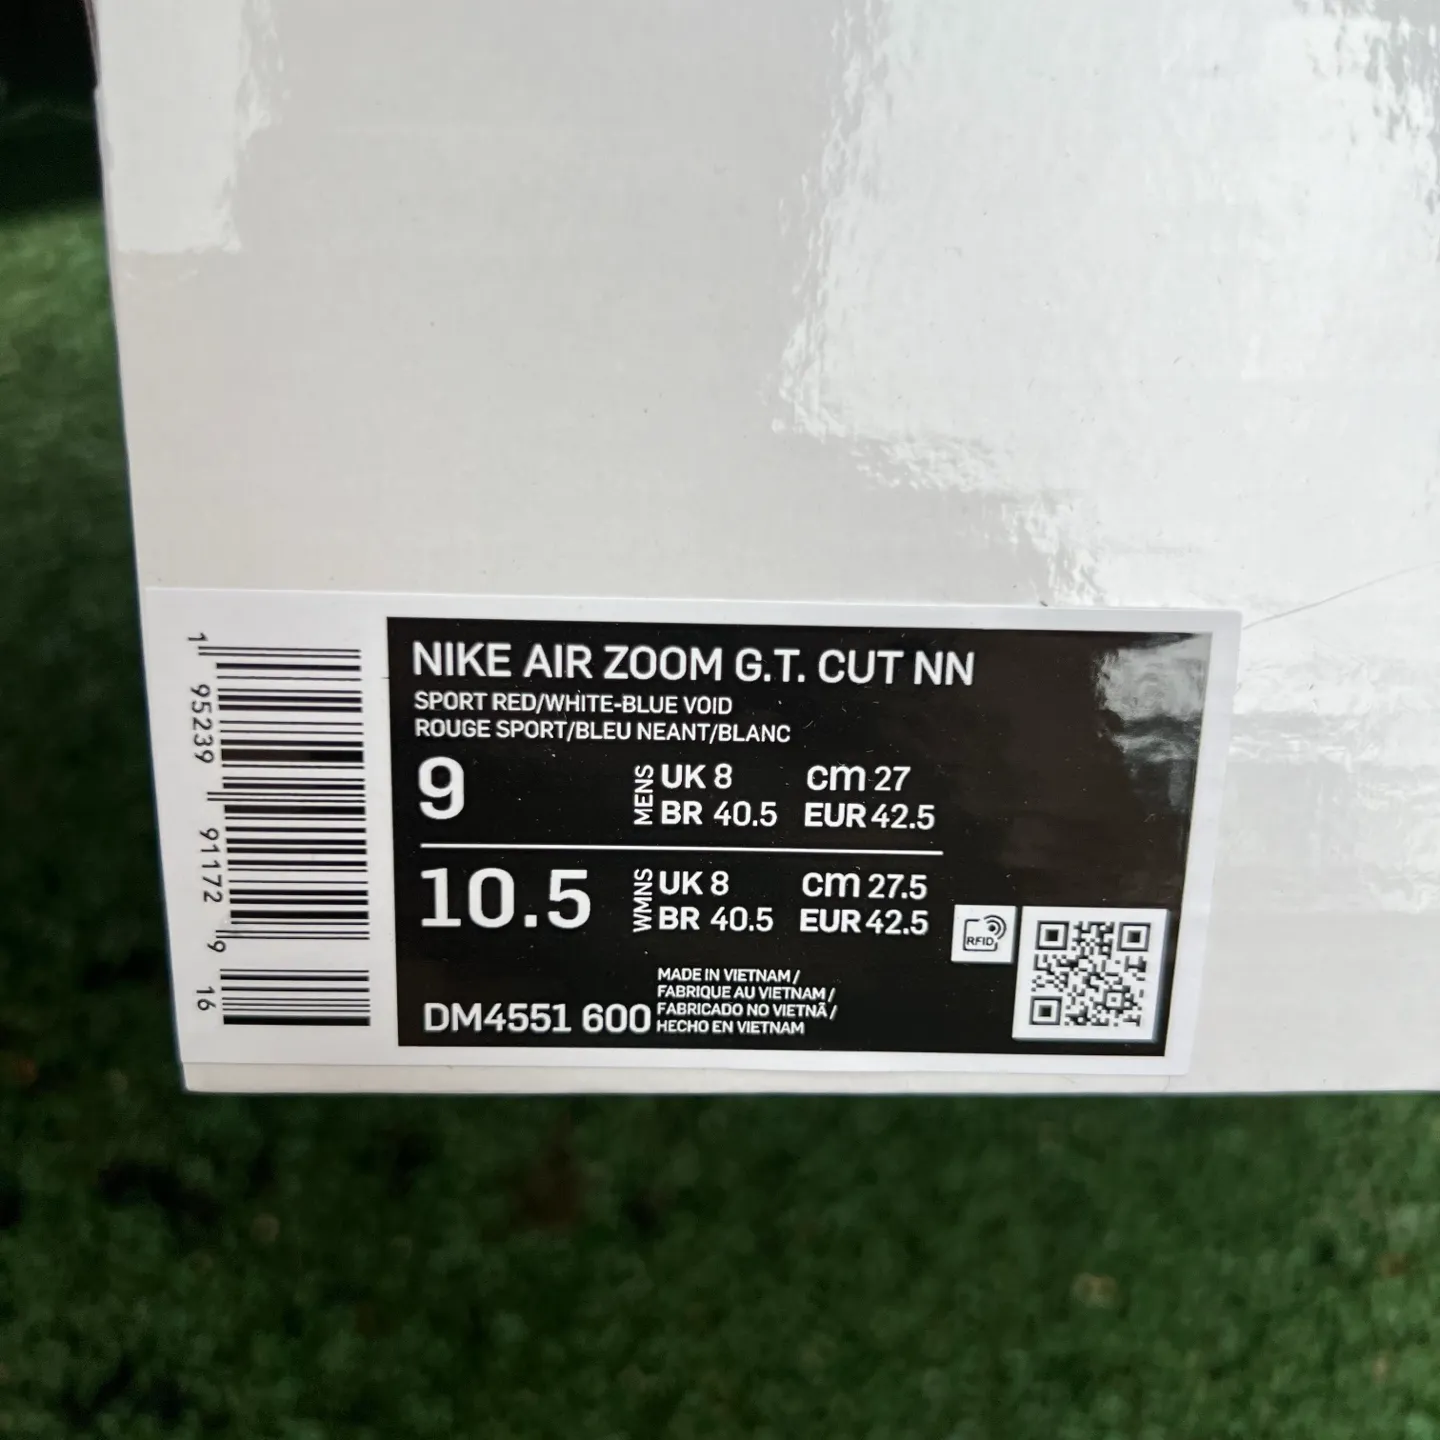 NIKE AIR ZOOM G.T. CUT NN
SPORT RED/WHITE-BLUE VOID
ROUGE SPORT/BLEU NEANT/BLANC
9
MENS
UK 8 cm 27
BR 40.5 EUR 42.5
10.5
WMNS
UK 8 cm 27.5
BR 40.5 EUR 42.5
DM4551 600
MADE IN VIETNAM /
FABRIQUE AU VIETNAM /
FABRICADO NO VIETNÃ /
HECHO EN VIETNAM
RFID
1 95239 91172 9 16